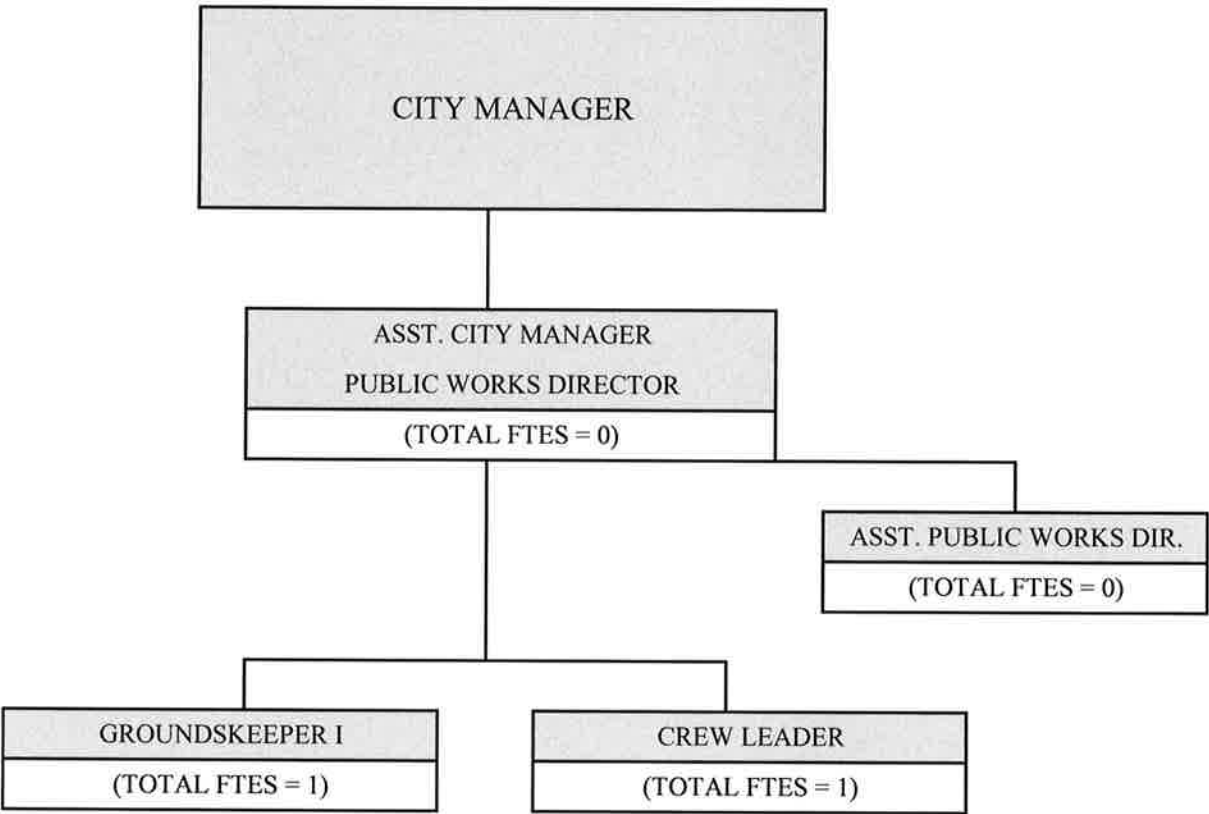 CITY MANAGER
ASST. CITY MANAGER
PUBLIC WORKS DIRECTOR
(TOTAL FTES = 0)
ASST. PUBLIC WORKS DIR.
(TOTAL FTES = 0)
GROUNDSKEEPER I
(TOTAL FTES = 1)
CREW LEADER
(TOTAL FTES = 1)